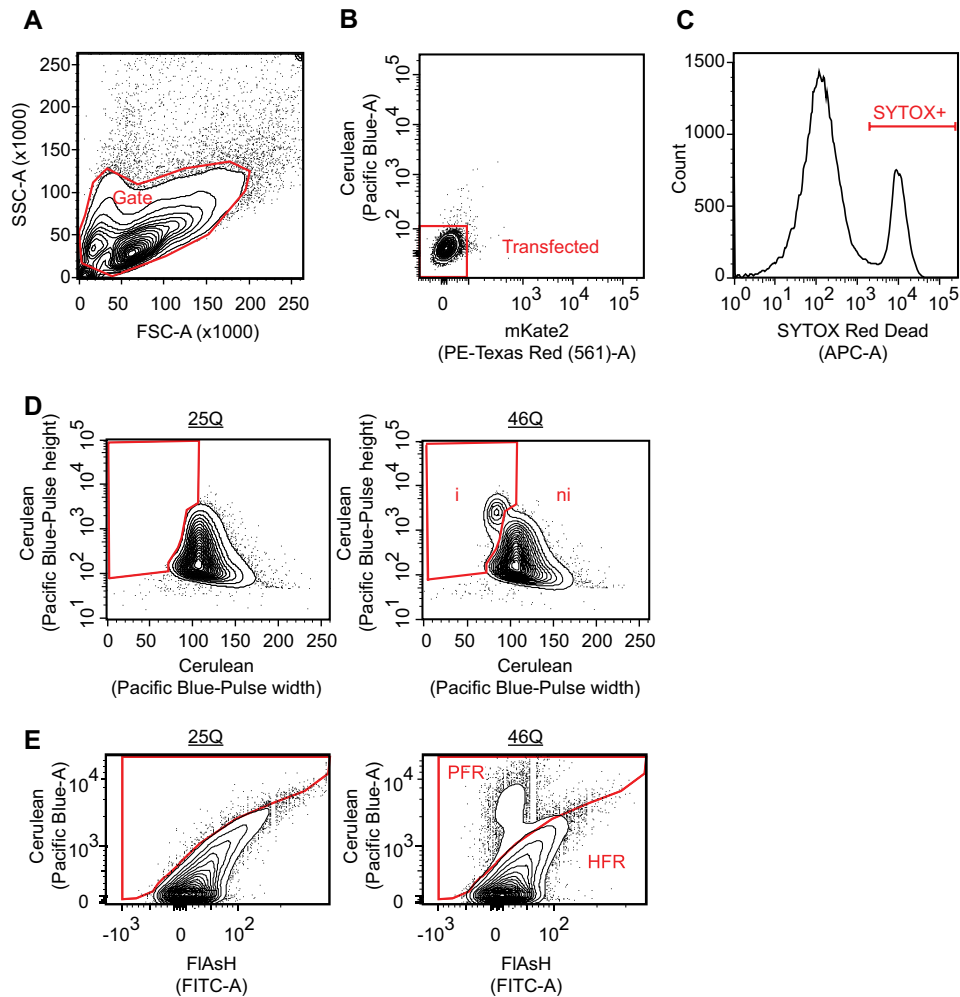 A
SSC-A (x1000)
250
200
150
100
50
0
Gate
0 50 100 150 200 250
FSC-A (x1000)
B
Cerulean
(Pacific Blue-A)
10^5
10^4
10^3
10^2
0
Transfected
0 10^3 10^4 10^5
mKate2
(PE-Texas Red (561)-A)
C
Count
1500
1000
500
0
SYTOX+
10^0 10^1 10^2 10^3 10^4 10^5
SYTOX Red Dead
(APC-A)
D
25Q
Cerulean
(Pacific Blue-Pulse height)
10^5
10^4
10^3
10^2
10^1
0 50 100 150 200 250
Cerulean
(Pacific Blue-Pulse width)
46Q
Cerulean
(Pacific Blue-Pulse height)
10^5
10^4
10^3
10^2
10^1
i
ni
0 50 100 150 200 250
Cerulean
(Pacific Blue-Pulse width)
E
25Q
Cerulean
(Pacific Blue-A)
10^4
10^3
0
-10^3 0 10^2
FlAsH
(FITC-A)
46Q
Cerulean
(Pacific Blue-A)
10^4
10^3
0
PFR
HFR
-10^3 0 10^2
FlAsH
(FITC-A)